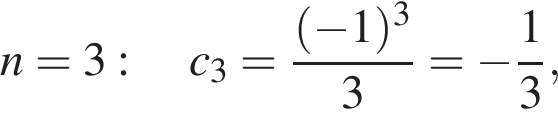 n = 3 : c₃ = (−1)³/3 = −1/3,